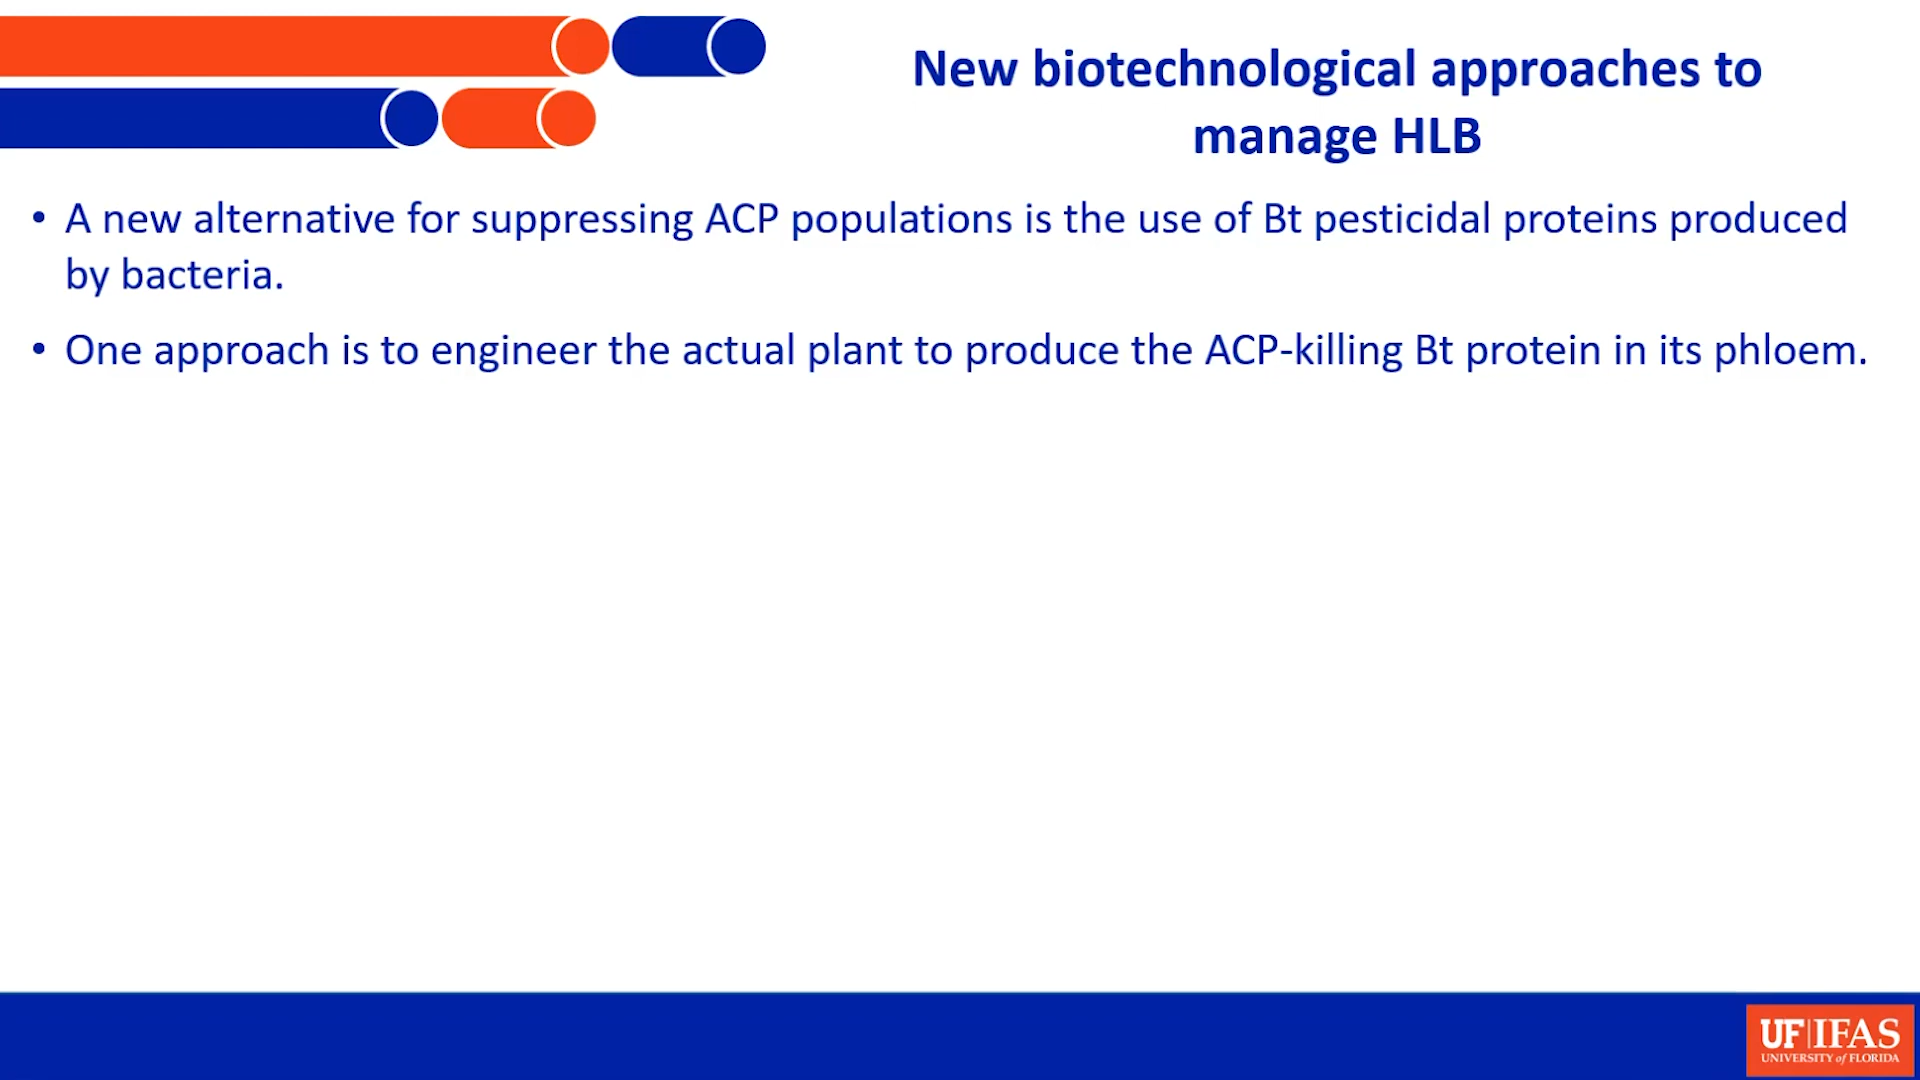 New biotechnological approaches to
manage HLB
• A new alternative for suppressing ACP populations is the use of Bt pesticidal proteins produced
by bacteria.
• One approach is to engineer the actual plant to produce the ACP-killing Bt protein in its phloem.
UF|IFAS
UNIVERSITY of FLORIDA